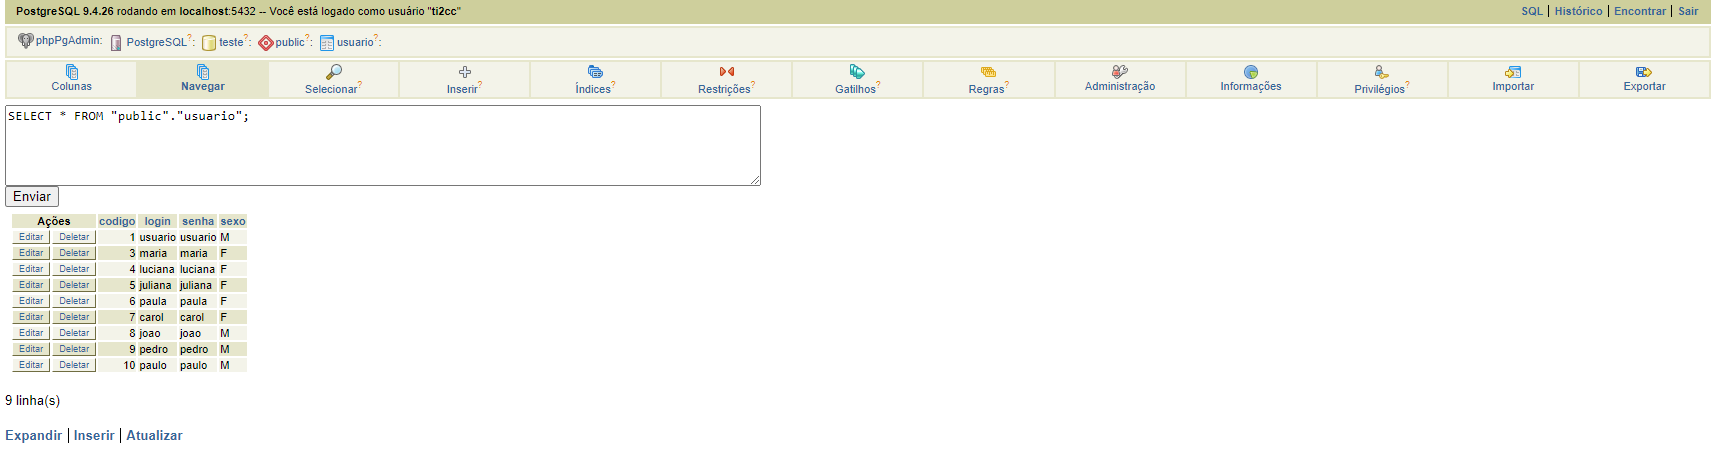 PostgreSQL 9.4.26 rodando em localhost:5432 -- Você está logado como usuário "ti2cc"
SQL | Histórico | Encontrar | Sair
phpPgAdmin: PostgreSQL?: teste?: public?: usuario?:
Colunas Navegar Selecionar? Inserir? Índices? Restrições? Gatilhos? Regras? Administração Informações Privilégios? Importar Exportar
SELECT * FROM "public"."usuario";
Enviar
Ações codigo login senha sexo
Editar Deletar 1 usuario usuario M
Editar Deletar 3 maria maria F
Editar Deletar 4 luciana luciana F
Editar Deletar 5 juliana juliana F
Editar Deletar 6 paula paula F
Editar Deletar 7 carol carol F
Editar Deletar 8 joao joao M
Editar Deletar 9 pedro pedro M
Editar Deletar 10 paulo paulo M
9 linha(s)
Expandir | Inserir | Atualizar